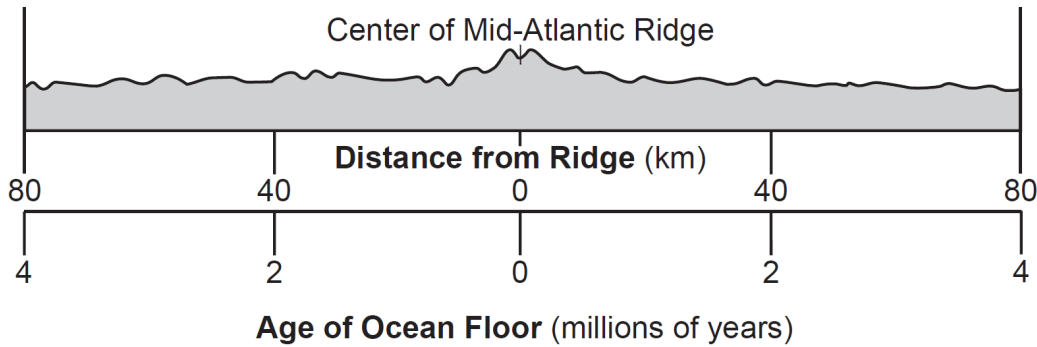 Center of Mid-Atlantic Ridge
Distance from Ridge (km)
80 40 0 40 80
4 2 0 2 4
Age of Ocean Floor (millions of years)